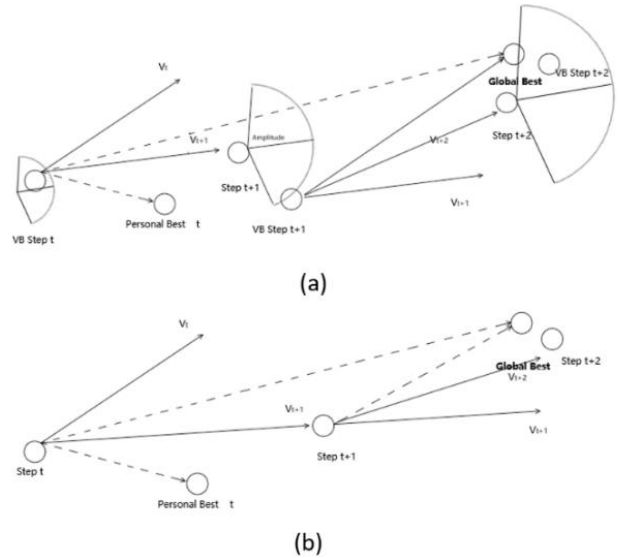 Vt
Global Best
VB Step t+2
Amplitude
Vt+1
Vt+2
Step t+2
Step t+1
Vt+1
Personal Best t
VB Step t
VB Step t+1
(a)
Vt
Step t+2
Global Best
Vt+2
Vt+1
Vt+1
Step t+1
Step t
Personal Best t
(b)